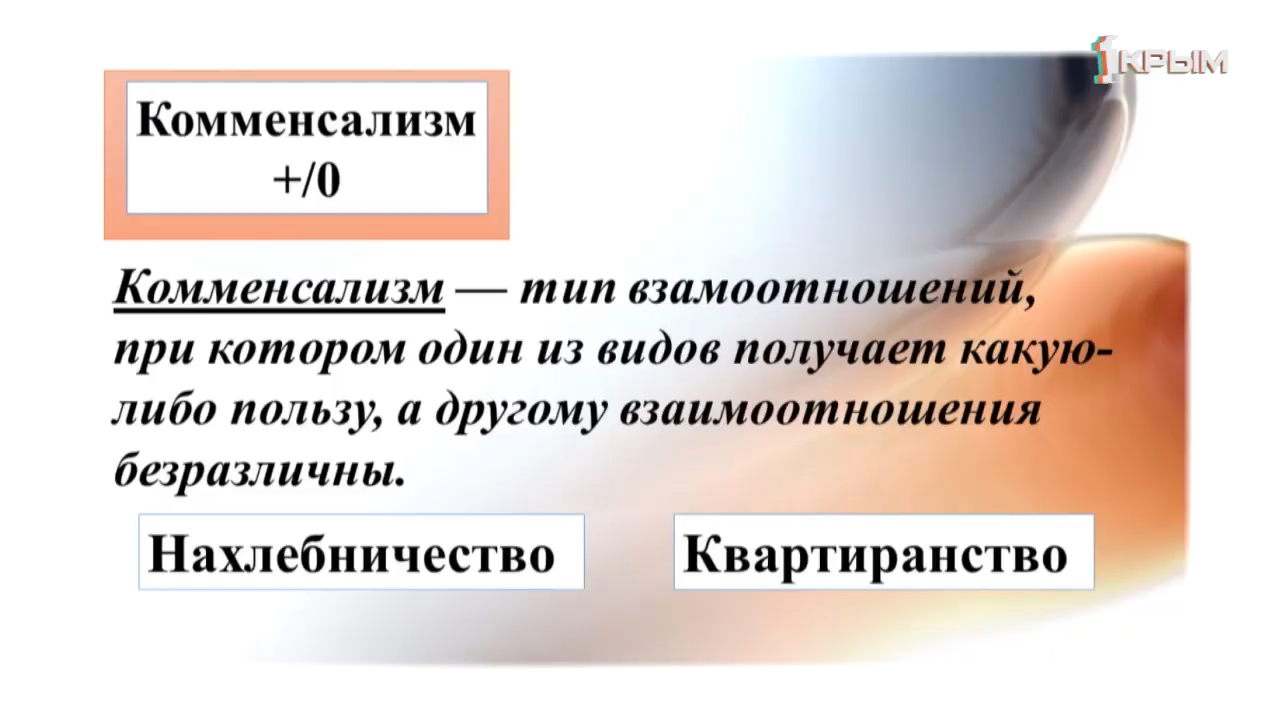 1КРЫМ
Комменсализм
+/0
Комменсализм — тип взамоотношений,
при котором один из видов получает какую-
либо пользу, а другому взаимоотношения
безразличны.
Нахлебничество
Квартиранство